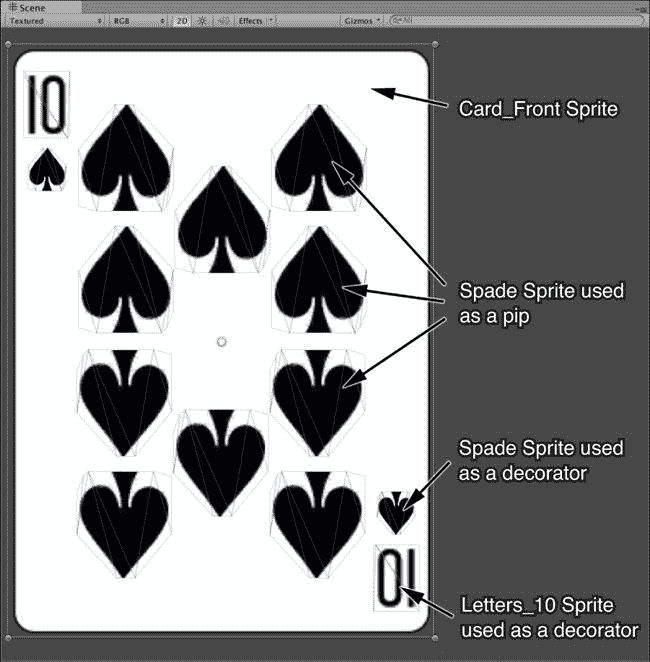 Scene
Textured RGB 2D Effects Gizmos All
10
Card_Front Sprite
Spade Sprite used
as a pip
Spade Sprite used
as a decorator
10
Letters_10 Sprite
used as a decorator